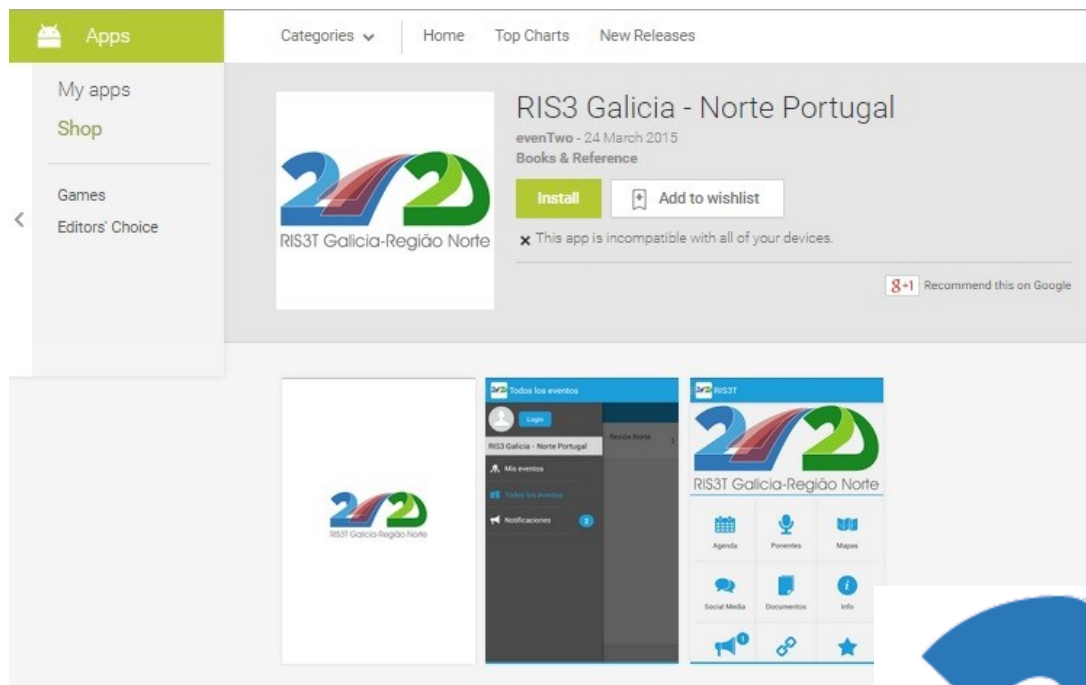 Apps
Categories
Home
Top Charts
New Releases
My apps
Shop
Games
Editors' Choice
RIS3 Galicia - Norte Portugal
evenTwo - 24 March 2015
Books & Reference
Install
Add to wishlist
This app is incompatible with all of your devices.
g+1 Recommend this on Google
RIS3T Galicia-Região Norte
RIS3T Galicia-Região Norte
Todos los eventos
Login
RIS3 Galicia - Norte Portugal
Mis eventos
Todos los eventos
Notificaciones 2
RIS3T
RIS3T Galicia-Região Norte
Agenda
Ponentes
Mapas
Social Media
Documentos
Info
1